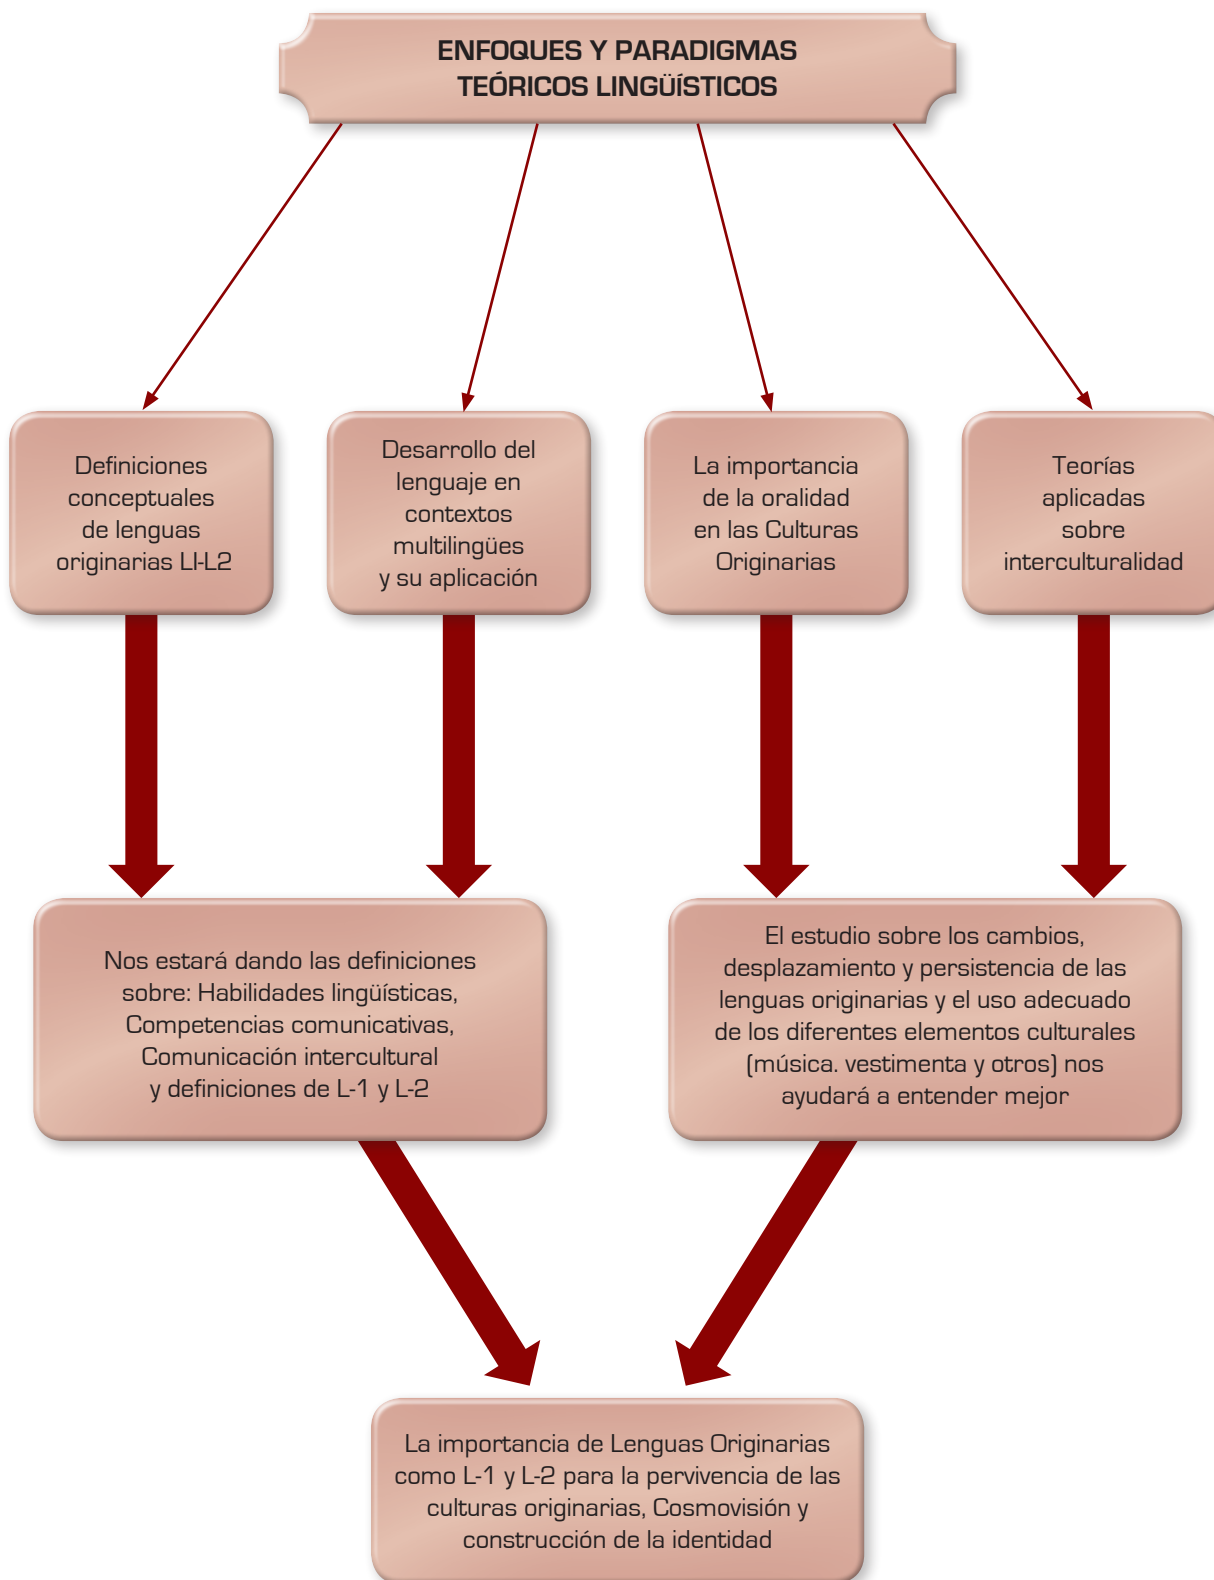 ENFOQUES Y PARADIGMAS
TEÓRICOS LINGÜÍSTICOS
Definiciones
conceptuales
de lenguas
originarias LI-L2
Desarrollo del
lenguaje en
contextos
multilingües
y su aplicación
La importancia
de la oralidad
en las Culturas
Originarias
Teorías
aplicadas
sobre
interculturalidad
Nos estará dando las definiciones
sobre: Habilidades lingüísticas,
Competencias comunicativas,
Comunicación intercultural
y definiciones de L-1 y L-2
El estudio sobre los cambios,
desplazamiento y persistencia de las
lenguas originarias y el uso adecuado
de los diferentes elementos culturales
(música. vestimenta y otros) nos
ayudará a entender mejor
La importancia de Lenguas Originarias
como L-1 y L-2 para la pervivencia de las
culturas originarias, Cosmovisión y
construcción de la identidad